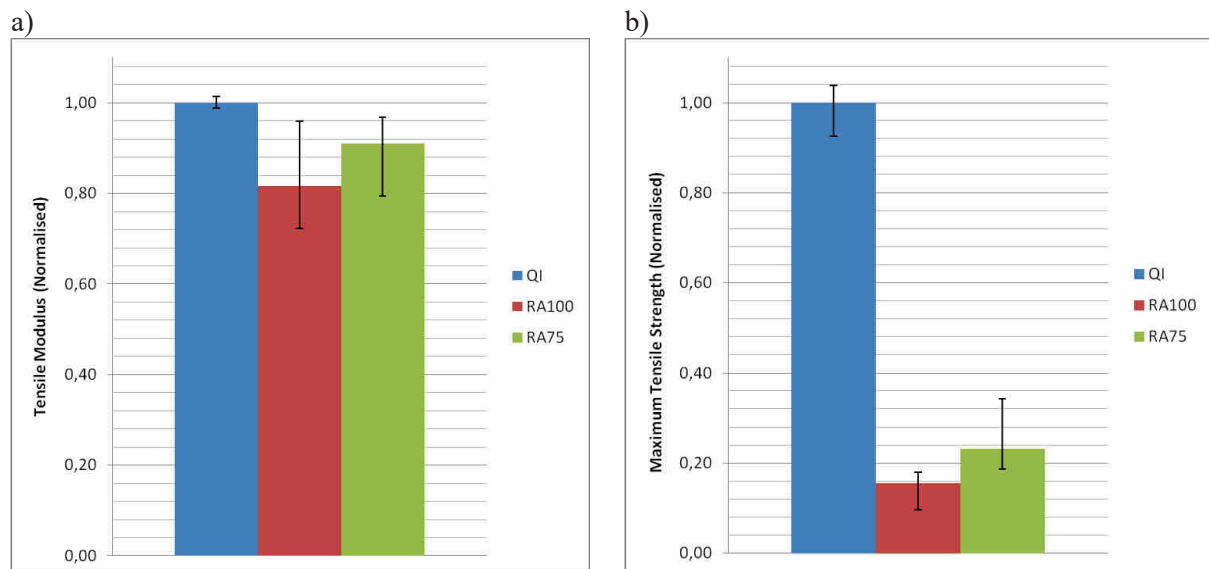 a)
Tensile Modulus (Normalised)
1,00
0,80
0,60
0,40
0,20
0,00
QI
RA100
RA75
b)
Maximum Tensile Strength (Normalised)
1,00
0,80
0,60
0,40
0,20
0,00
QI
RA100
RA75